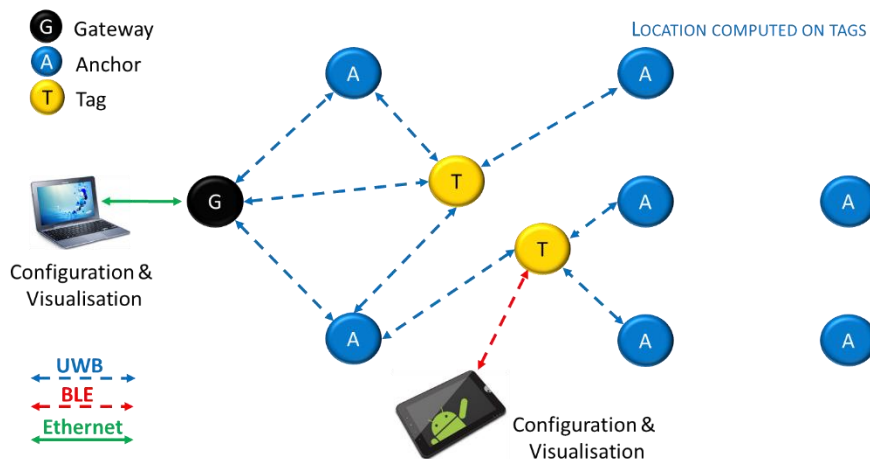 G Gateway
A Anchor
T Tag
LOCATION COMPUTED ON TAGS
A
A
T
G
A
A
T
Configuration &
Visualisation
A
A
A
UWB
BLE
Ethernet
Configuration &
Visualisation